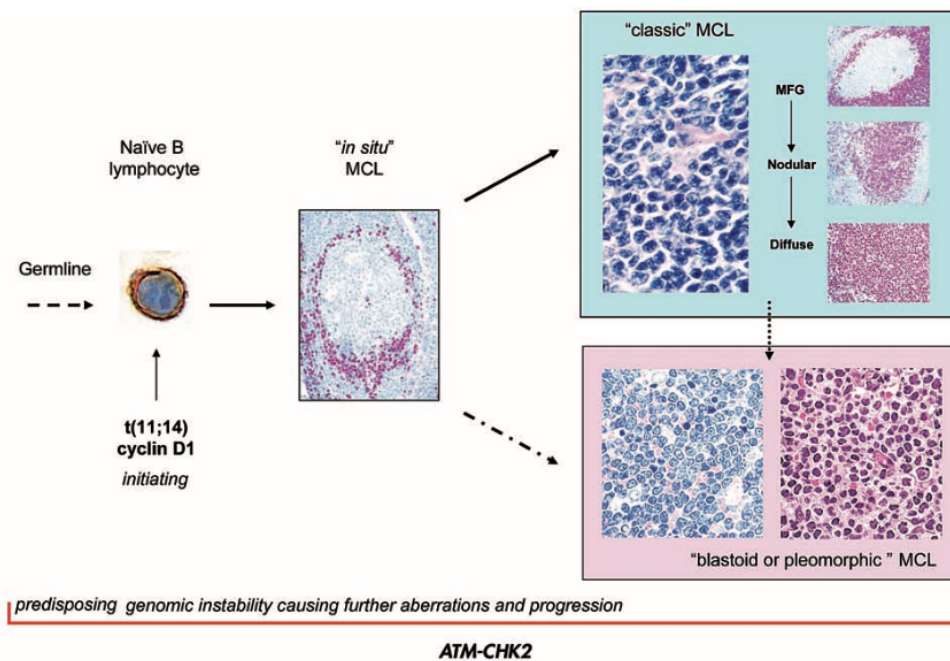 "classic" MCL
MFG
Nodular
Diffuse
Naïve B
lymphocyte
"in situ"
MCL
Germline
t(11;14)
cyclin D1
initiating
"blastoid or pleomorphic " MCL
predisposing genomic instability causing further aberrations and progression
ATM-CHK2